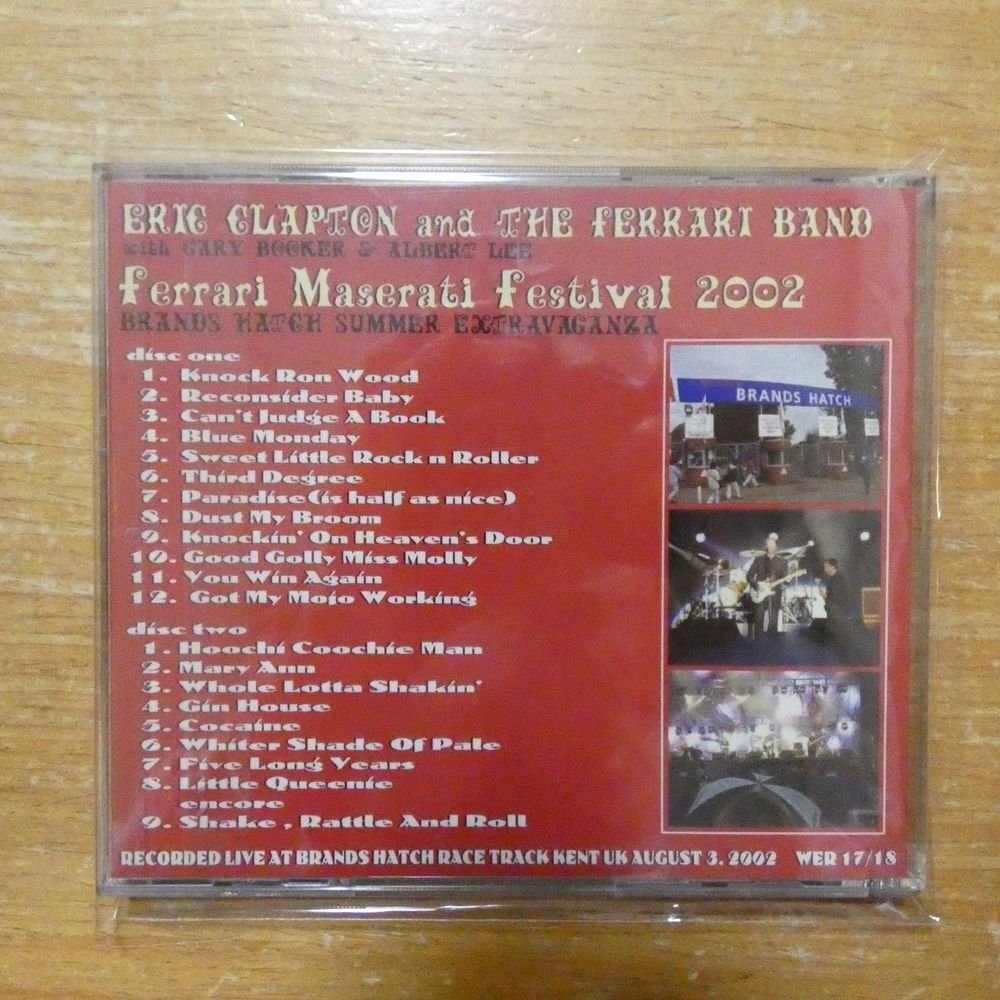 ERIC CLAPTON and THE FERRARI BAND
with GARY BOOKER & ALBERT LEE
Ferrari Maserati Festival 2002
BRANDS HATCH SUMMER EXTRAVAGANZA
disc one
1. Knock Ron Wood
2. Reconsider Baby
3. Can't Judge A Book
4. Blue Monday
5. Sweet Little Rock n Roller
6. Third Degree
7. Paradise(is half as nice)
8. Dust My Broom
9. Knockin' On Heaven's Door
10. Good Golly Miss Molly
11. You Win Again
12. Got My Mojo Working
disc two
1. Hoochi Coochie Man
2. Mary Ann
3. Whole Lotta Shakin'
4. Gin House
5. Cocaine
6. Whiter Shade Of Pale
7. Five Long Years
8. Little Queenie
encore
9. Shake , Rattle And Roll
BRANDS HATCH
RECORDED LIVE AT BRANDS HATCH RACE TRACK KENT UK AUGUST 3. 2002 WER 17/18